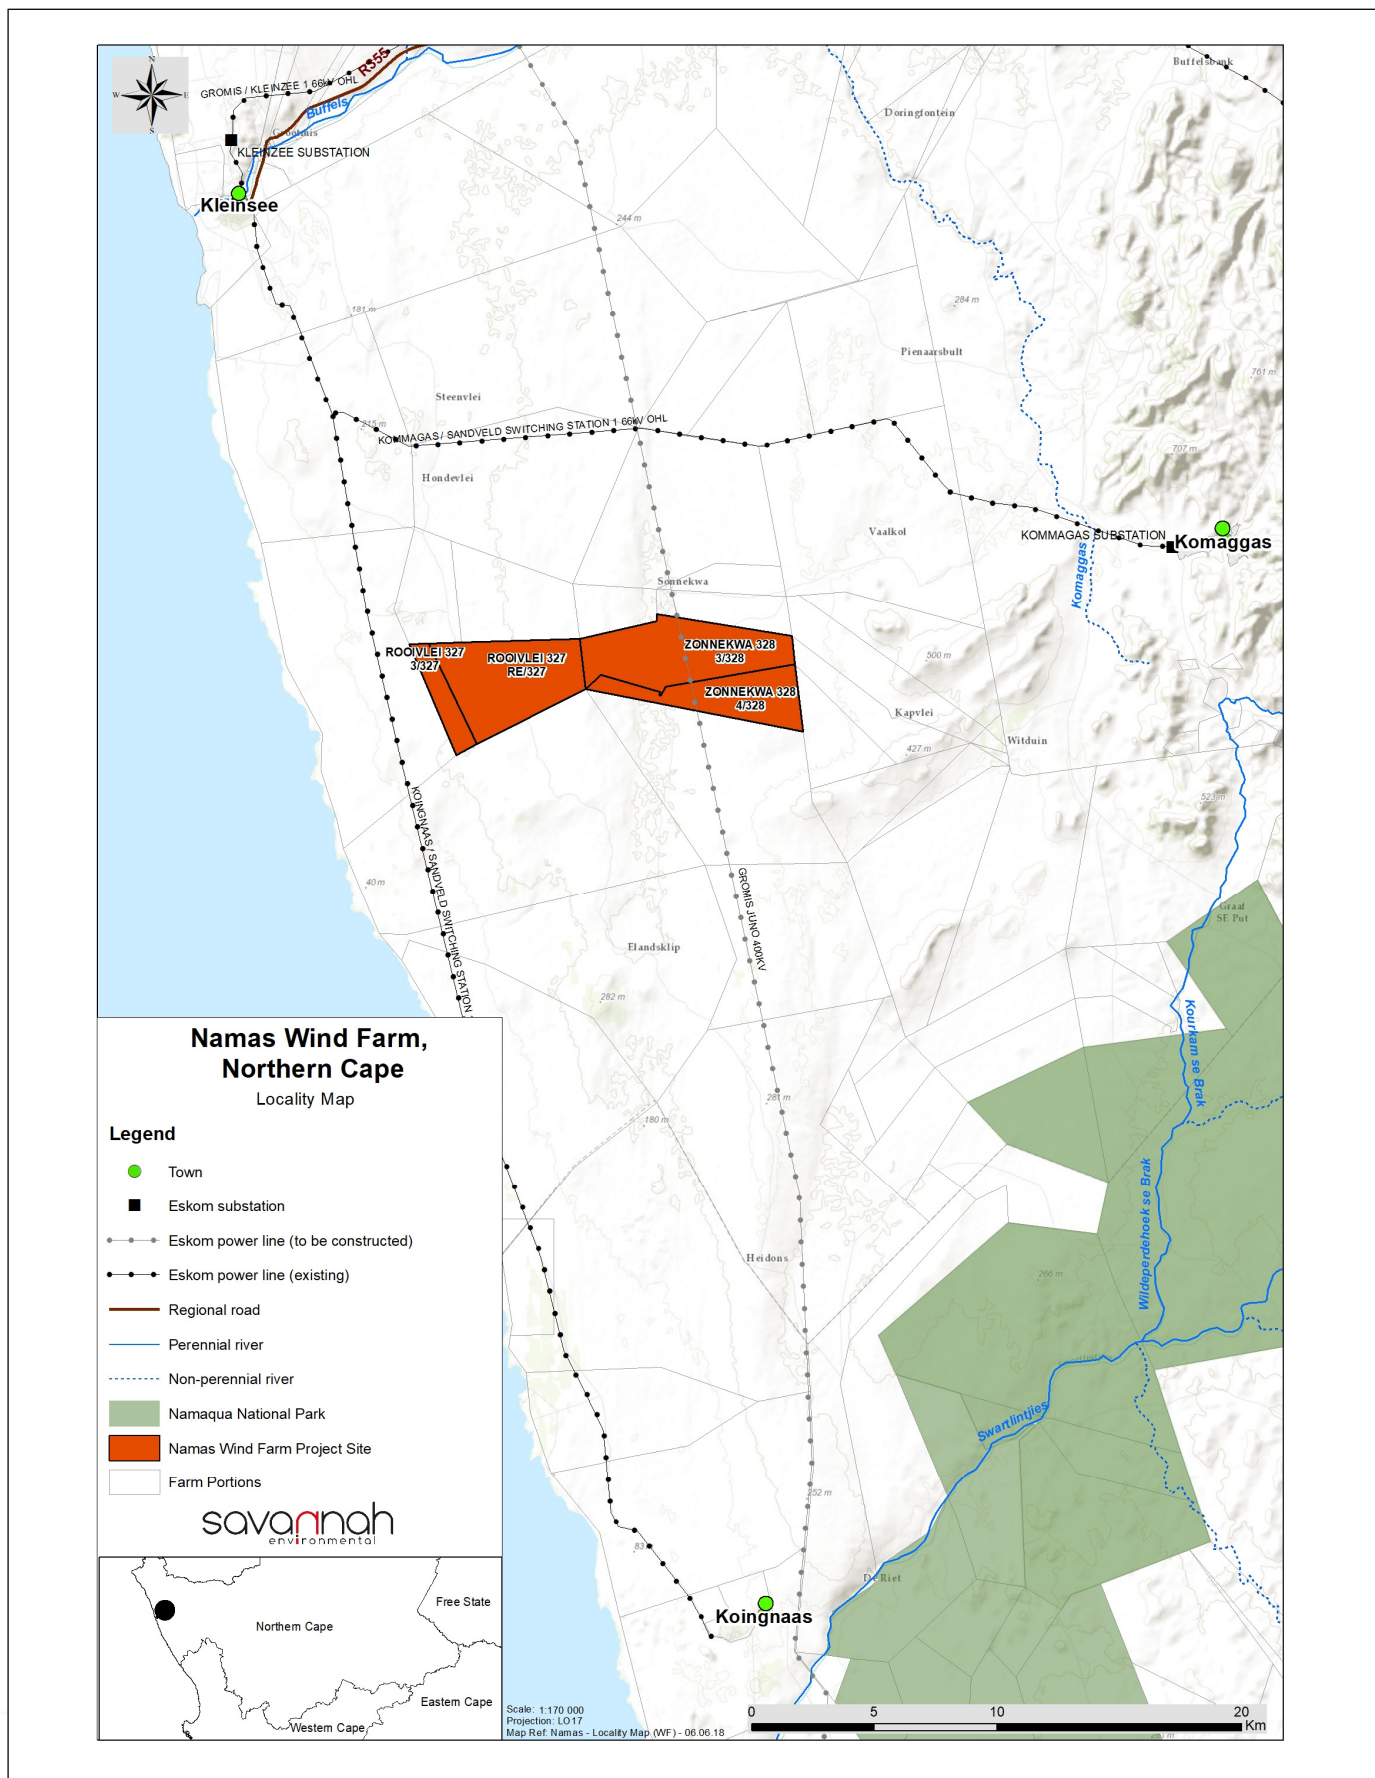 N
W
E
S
R355
GROMIS / KLEINZEE 1 66kV OHL
Buffels
Grootmis
KLEINZEE SUBSTATION
Kleinsee
Buffelsbank
Doringfontein
244 m
181 m
284 m
Pienaarsbult
761 m
Steenvlei
215 m
KOMMAGAS / SANDVELD SWITCHING STATION 1 66kV OHL
707 m
Hondevlei
Vaalkol
KOMMAGAS SUBSTATION
Komaggas
Komaggas
Sonnekwa
ROOIVLEI 327
3/327
ROOIVLEI 327
RE/327
ZONNEKWA 328
3/328
ZONNEKWA 328
4/328
500 m
Kapvlei
Witduin
427 m
523 m
KOINGNAAS / SANDVELD SWITCHING STATION
40 m
GROMIS JUNO 400KV
Graaf
SE Put
Elandsklip
282 m
Kourkam se Brak
281 m
180 m
Wildeperdehoek se Brak
Heidons
266 m
Swartlintjies
252 m
83
De Riet
Koingnaas
Namas Wind Farm,
Northern Cape
Locality Map
Legend
Town
Eskom substation
Eskom power line (to be constructed)
Eskom power line (existing)
Regional road
Perennial river
Non-perennial river
Namaqua National Park
Namas Wind Farm Project Site
Farm Portions
savannah
environmental
Northern Cape
Free State
Eastern Cape
Western Cape
Scale: 1:170 000
Projection: LO17
Map Ref: Namas - Locality Map (WF) - 06.06.18
0 5 10 20
Km